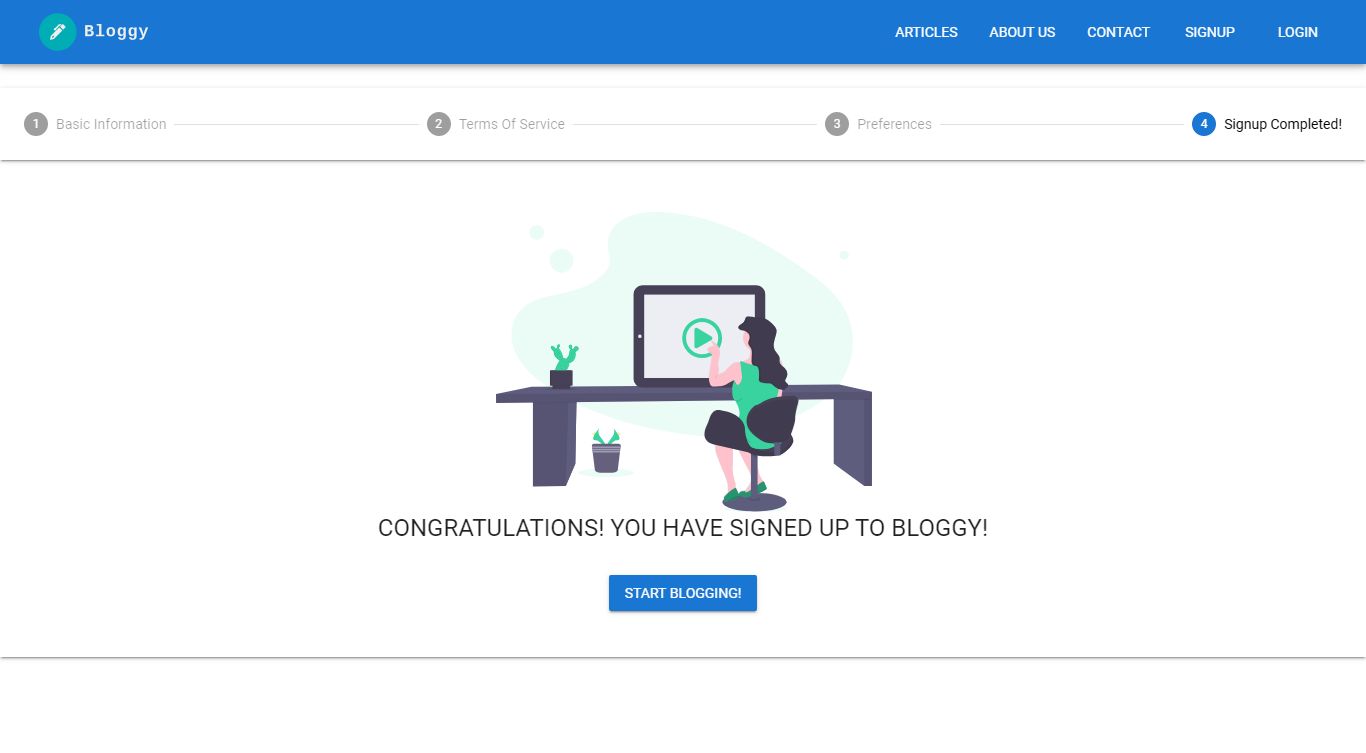 Bloggy
ARTICLES
ABOUT US
CONTACT
SIGNUP
LOGIN
1 Basic Information
2 Terms Of Service
3 Preferences
4 Signup Completed!
CONGRATULATIONS! YOU HAVE SIGNED UP TO BLOGGY!
START BLOGGING!